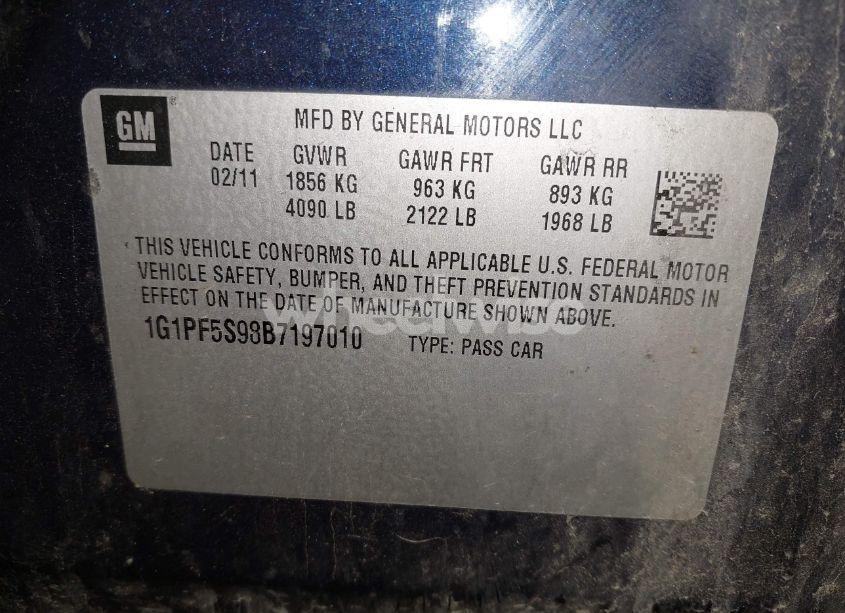 GM
MFD BY GENERAL MOTORS LLC
DATE GVWR GAWR FRT GAWR RR
02/11 1856 KG 963 KG 893 KG
4090 LB 2122 LB 1968 LB
THIS VEHICLE CONFORMS TO ALL APPLICABLE U.S. FEDERAL MOTOR
VEHICLE SAFETY, BUMPER, AND THEFT PREVENTION STANDARDS IN
EFFECT ON THE DATE OF MANUFACTURE SHOWN ABOVE.
wheelwise
1G1PF5S98B7197010 TYPE: PASS CAR